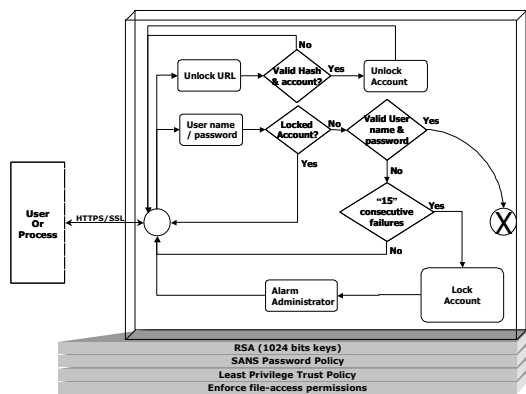 No
Unlock URL
Valid Hash
& account?
Yes
Unlock
Account
User name
/ password
Locked
Account?
No
Valid User
name &
password
Yes
Yes
No
User
Or
Process
HTTPS/SSL
"15"
consecutive
failures
Yes
X
No
Alarm
Administrator
Lock
Account
RSA (1024 bits keys)
SANS Password Policy
Least Privilege Trust Policy
Enforce file-access permissions